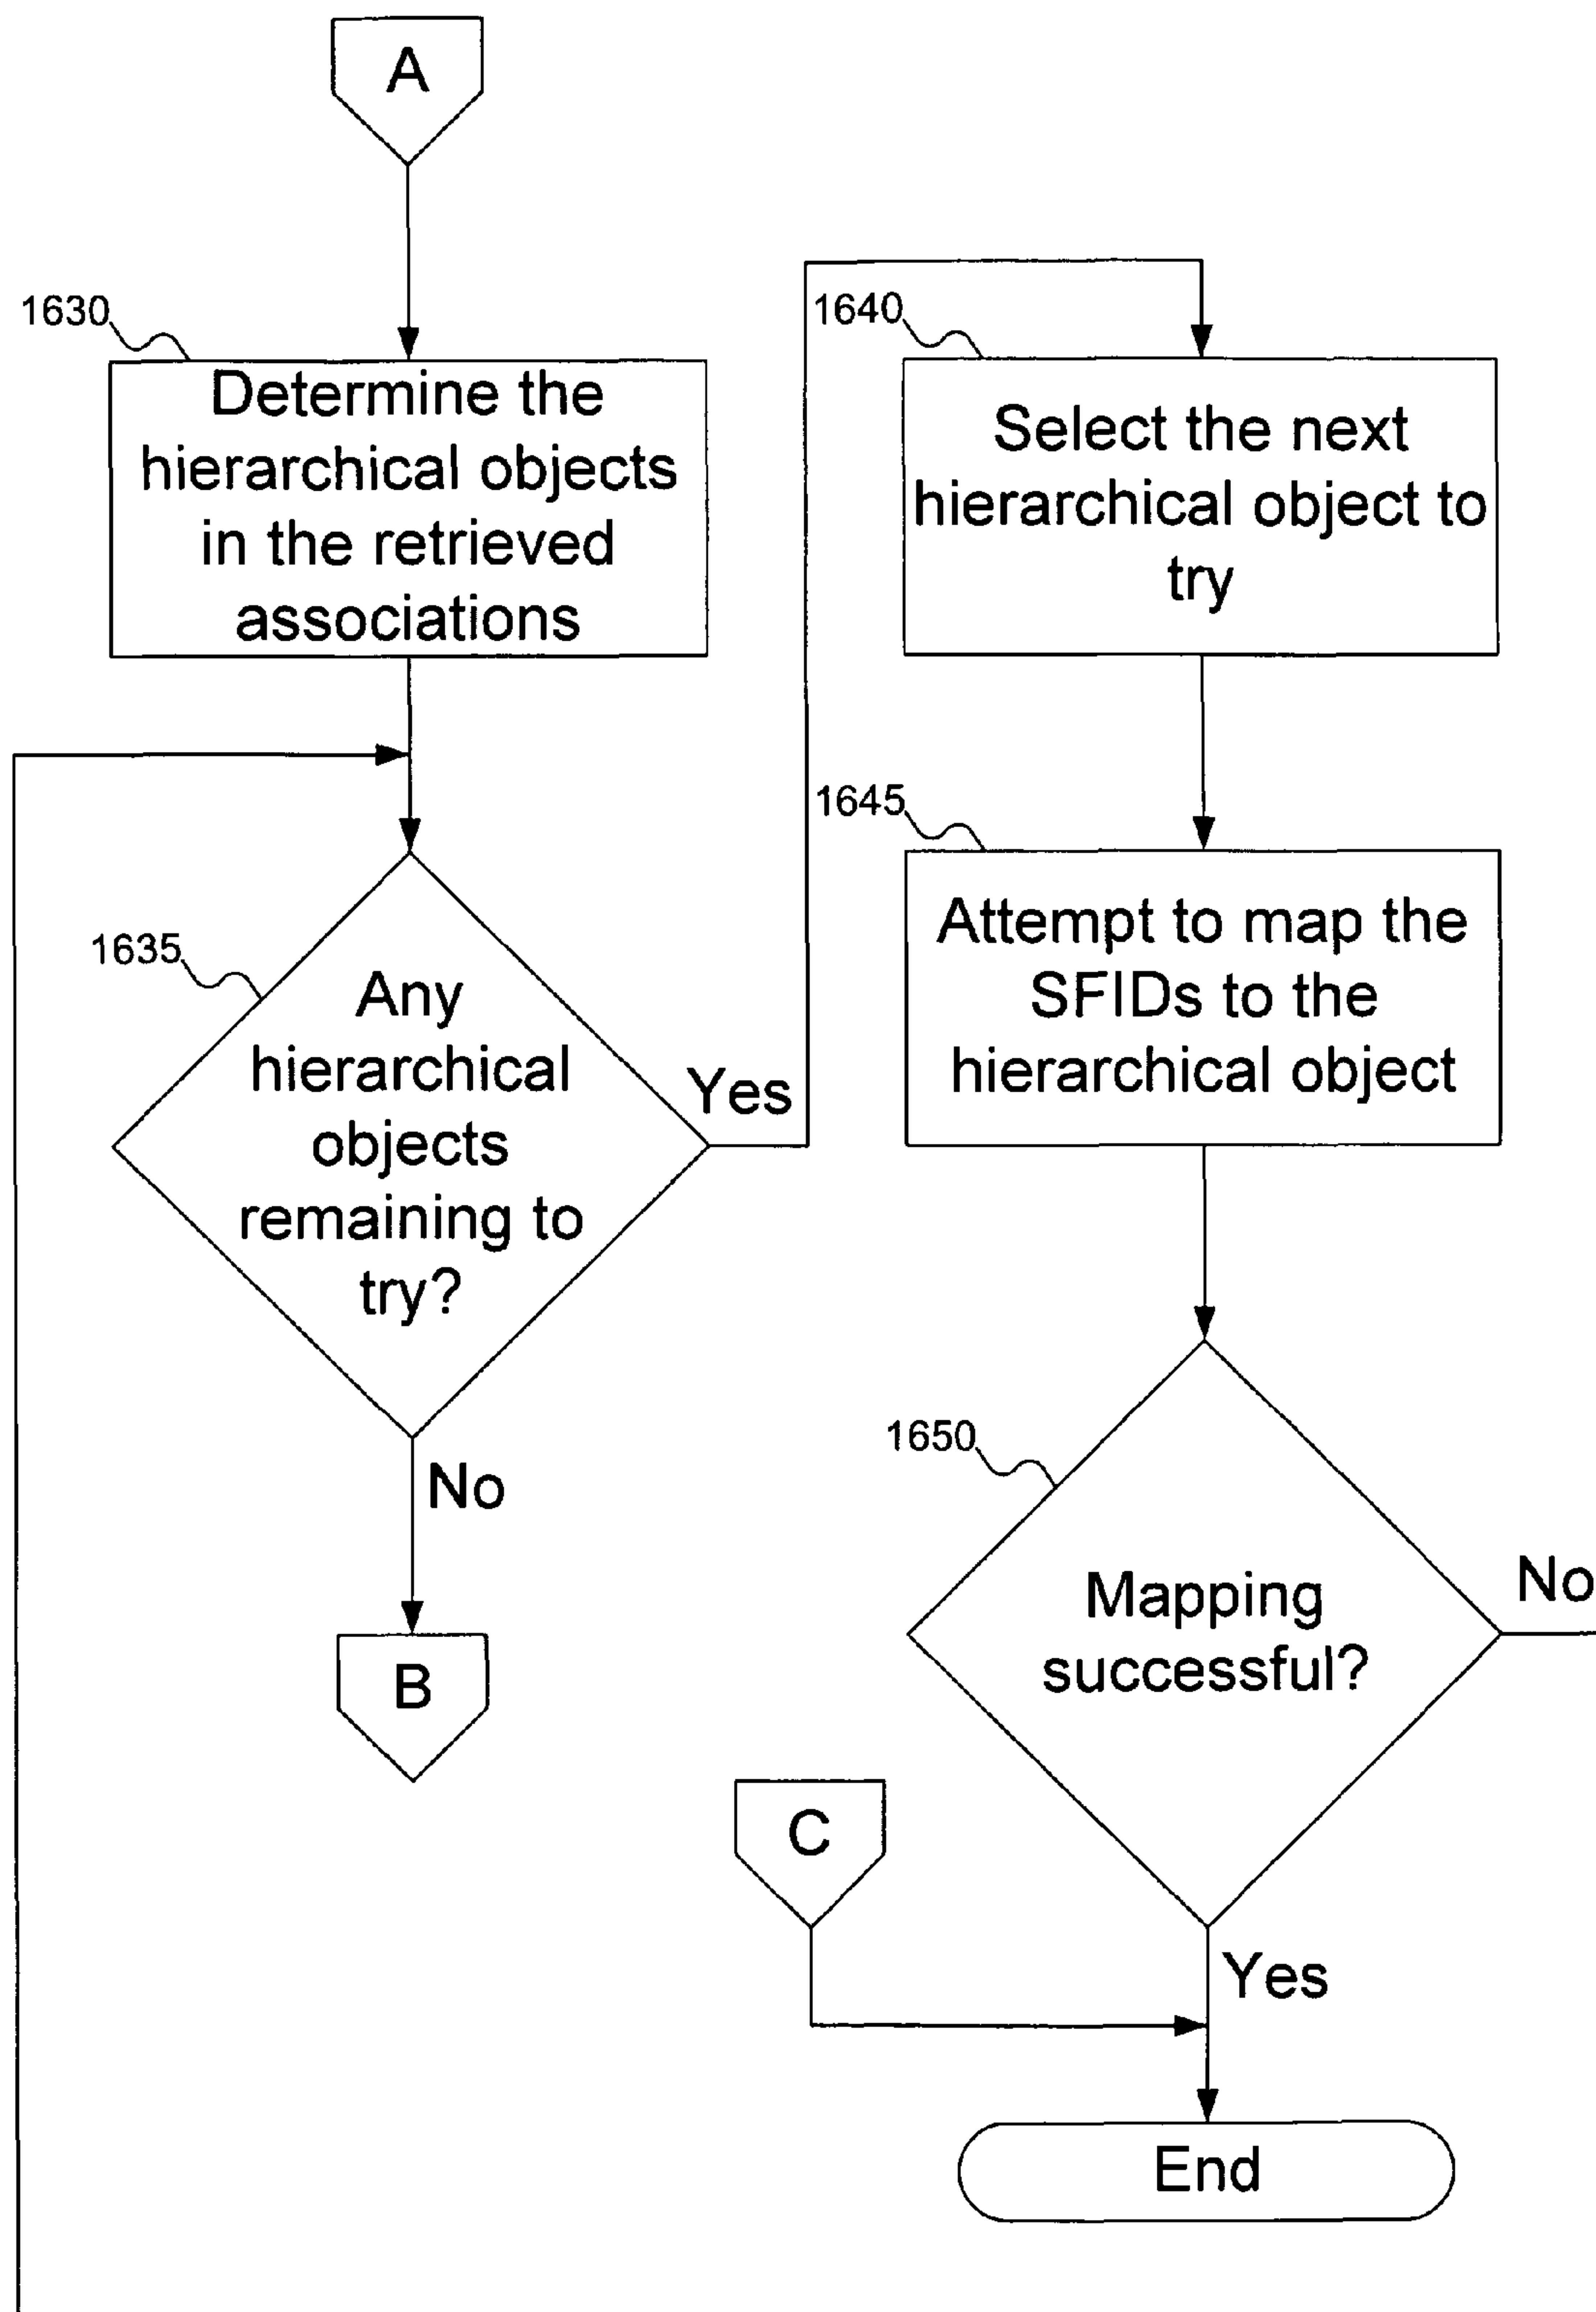 A
1630
Determine the
hierarchical objects
in the retrieved
associations
1635
Any
hierarchical
objects
remaining to
try?
Yes
No
B
1640
Select the next
hierarchical object to
try
1645
Attempt to map the
SFIDs to the
hierarchical object
1650
Mapping
successful?
No
Yes
C
End